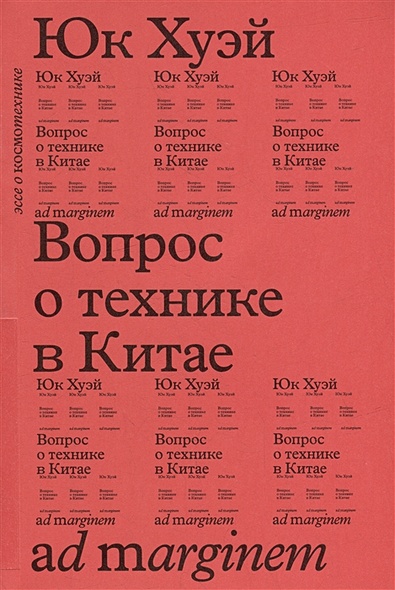 Юк Хуэй
эссе о космотехнике
Юк Хуэй Юк Хуэй Юк Хуэй
Вопрос Вопрос Вопрос
о технике о технике о технике
в Китае в Китае в Китае
ad marginem ad marginem ad marginem
Вопрос
о технике
в Китае
Юк Хуэй Юк Хуэй Юк Хуэй
Вопрос Вопрос Вопрос
о технике о технике о технике
в Китае в Китае в Китае
ad marginem ad marginem ad marginem
ad marginem